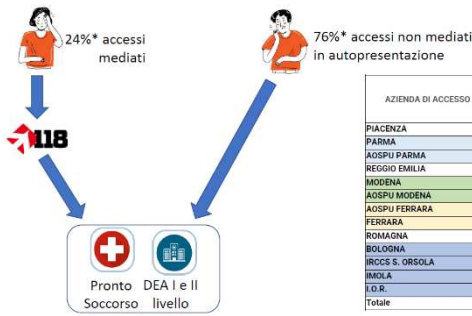 24%* accessi
mediati
76%* accessi non mediati
in autopresentazione
118
Pronto
Soccorso
DEA I e II
livello
AZIENDA DI ACCESSO
PIACENZA
PARMA
AOSPU PARMA
REGGIO EMILIA
MODENA
AOSPU MODENA
AOSPU FERRARA
FERRARA
ROMAGNA
BOLOGNA
IRCCS S. ORSOLA
IMOLA
I.O.R.
Totale